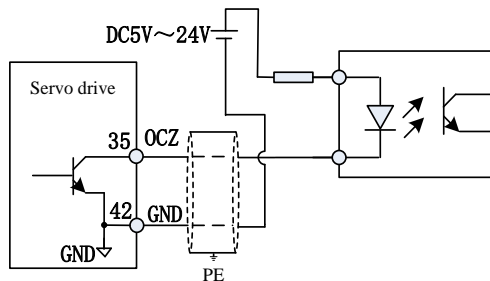 DC5V～24V
Servo drive
35 OCZ
42 GND
GND
PE